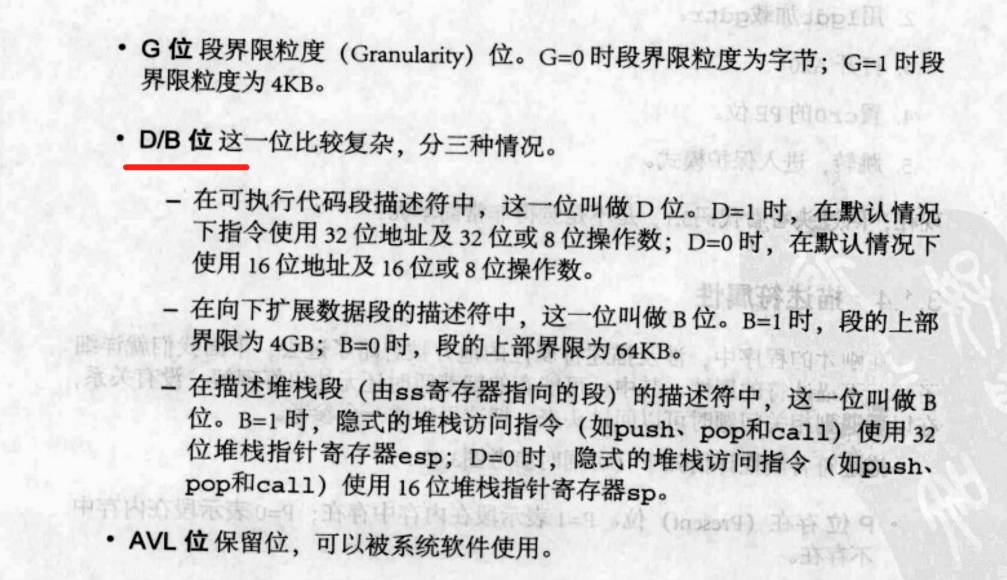 • G 位 段界限粒度（Granularity）位。G=0 时段界限粒度为字节；G=1 时段
界限粒度为 4KB。
• D/B 位 这一位比较复杂，分三种情况。
– 在可执行代码段描述符中，这一位叫做 D 位。D=1 时，在默认情况
下指令使用 32 位地址及 32 位或 8 位操作数；D=0 时，在默认情况下
使用 16 位地址及 16 位或 8 位操作数。
– 在向下扩展数据段的描述符中，这一位叫做 B 位。B=1 时，段的上部
界限为 4GB；B=0 时，段的上部界限为 64KB。
– 在描述堆栈段（由ss寄存器指向的段）的描述符中，这一位叫做 B
位。B=1 时，隐式的堆栈访问指令（如push、pop和call）使用 32
位堆栈指针寄存器esp；D=0 时，隐式的堆栈访问指令（如push、
pop和call）使用 16 位堆栈指针寄存器sp。
• AVL 位 保留位，可以被系统软件使用。